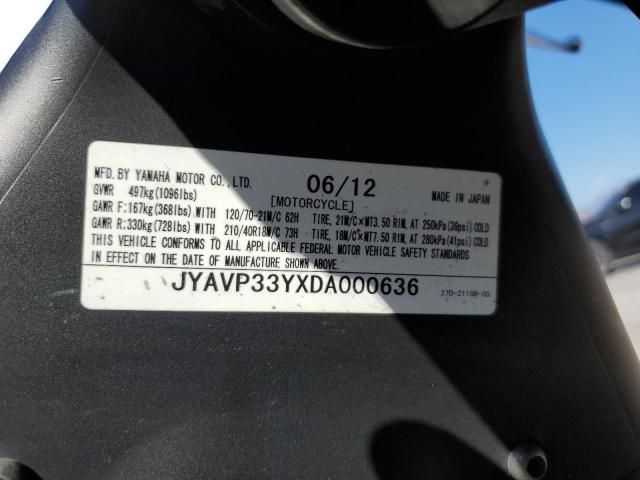 MFD. BY YAMAHA MOTOR CO., LTD. 06/12 MADE IN JAPAN
GVWR 497kg(1096lbs) [MOTORCYCLE]
GAWR F:167kg(368lbs) WITH 120/70-21M/C 62H TIRE, 21M/C×MT3.50 RIM, AT 250kPa(36psi) COLD
GAWR R:330kg(728lbs) WITH 210/40R18M/C 73H TIRE, 18M/C×MT7.50 RIM, AT 280kPa(41psi) COLD
THIS VEHICLE CONFORMS TO ALL APPLICABLE FEDERAL MOTOR VEHICLE SAFETY STANDARDS
IN EFFECT ON THE DATE OF MANUFACTURE SHOWN ABOVE.
JYAVP33YXDA000636
270-2118B-00